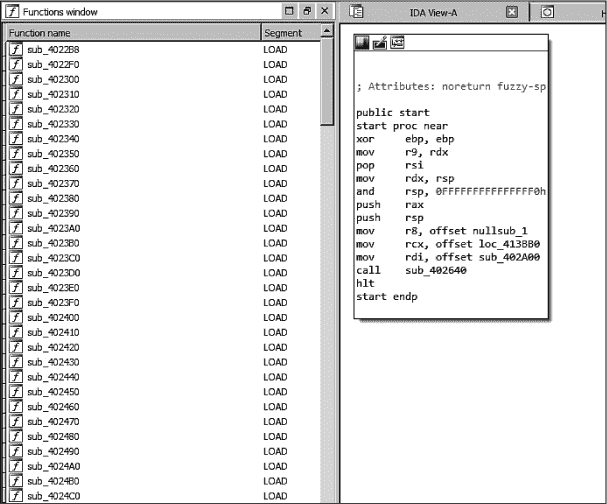 Functions window
Function name Segment
f sub_4022B8 LOAD
f sub_4022F0 LOAD
f sub_402300 LOAD
f sub_402310 LOAD
f sub_402320 LOAD
f sub_402330 LOAD
f sub_402340 LOAD
f sub_402350 LOAD
f sub_402360 LOAD
f sub_402370 LOAD
f sub_402380 LOAD
f sub_402390 LOAD
f sub_4023A0 LOAD
f sub_4023B0 LOAD
f sub_4023C0 LOAD
f sub_4023D0 LOAD
f sub_4023E0 LOAD
f sub_4023F0 LOAD
f sub_402400 LOAD
f sub_402410 LOAD
f sub_402420 LOAD
f sub_402430 LOAD
f sub_402440 LOAD
f sub_402450 LOAD
f sub_402460 LOAD
f sub_402470 LOAD
f sub_402480 LOAD
f sub_402490 LOAD
f sub_4024A0 LOAD
f sub_4024B0 LOAD
f sub_4024C0 LOAD
IDA View-A
; Attributes: noreturn fuzzy-sp
public start
start proc near
xor ebp, ebp
mov r9, rdx
pop rsi
mov rdx, rsp
and rsp, 0FFFFFFFFFFFFFFF0h
push rax
push rsp
mov r8, offset nullsub_1
mov rcx, offset loc_413BB0
mov rdi, offset sub_402A00
call sub_402640
hlt
start endp